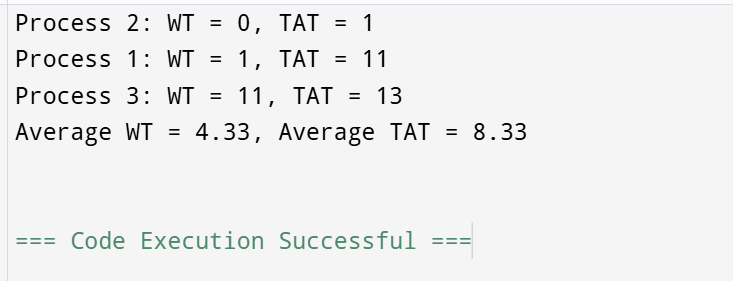 Process 2: WT = 0, TAT = 1
Process 1: WT = 1, TAT = 11
Process 3: WT = 11, TAT = 13
Average WT = 4.33, Average TAT = 8.33
=== Code Execution Successful ===